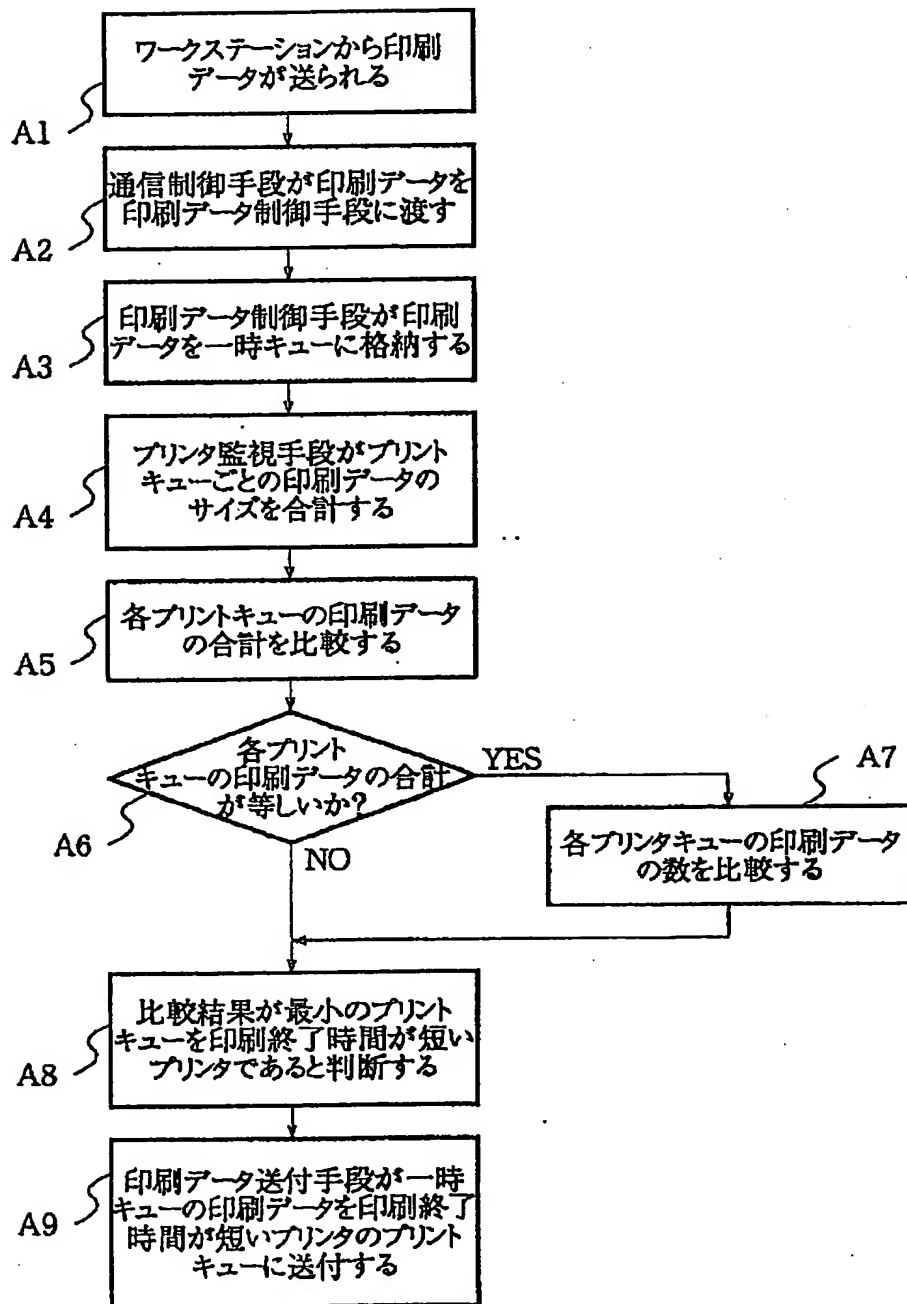 ワークステーションから印刷
データが送られる
A1
通信制御手段が印刷データを
印刷データ制御手段に渡す
A2
印刷データ制御手段が印刷
データを一時キューに格納する
A3
プリンタ監視手段がプリント
キューごとの印刷データの
サイズを合計する
A4
各プリントキューの印刷データ
の合計を比較する
A5
各プリント
キューの印刷データの合計
が等しいか?
A6
YES
NO
A7
各プリンタキューの印刷データ
の数を比較する
比較結果が最小のプリント
キューを印刷終了時間が短い
プリンタであると判断する
A8
印刷データ送付手段が一時
キューの印刷データを印刷終了
時間が短いプリンタのプリント
キューに送付する
A9